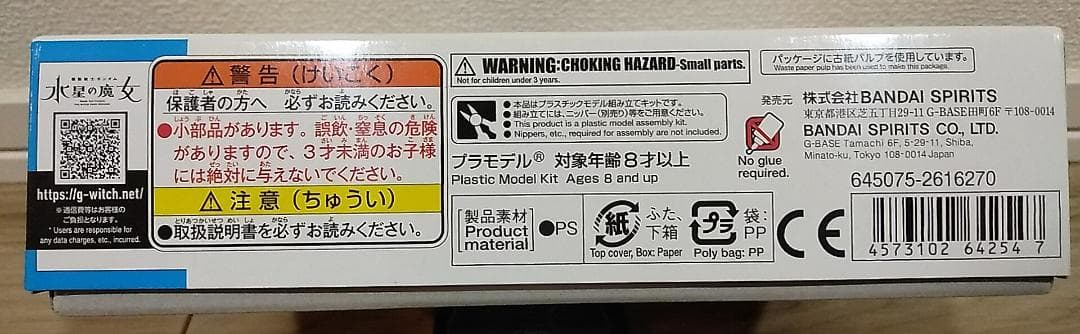 機動戦士ガンダム
水星の魔女
https://g-witch.net/
※通信費等はお客様の
ご負担となります。
* Users are responsible for
any data charges, etc., incurred.
警告（けいこく）
保護者の方へ 必ずお読みください。
●小部品があります。誤飲・窒息の危険
がありますので、3才未満のお子様
には絶対に与えないでください。
注意（ちゅうい）
●取扱説明書を必ずお読みください。
WARNING:CHOKING HAZARD-Small parts.
Not for children under 3 years.
●本品はプラスチックモデル組み立てキットです。
●組み立てには、ニッパー（別売り）等をご用意ください。
●This product is a plastic model assembly kit.
●Nippers, etc., required for assembly are not included.
プラモデル® 対象年齢8才以上
Plastic Model Kit Ages 8 and up
製品素材
Product
material
●PS
紙
ふた、
下箱
Top cover, Box: Paper
プラ
袋：
PP
Poly bag: PP
No glue
required.
パッケージに古紙パルプを使用しています。
Waste paper pulp has been used to make this package.
発売元
株式会社BANDAI SPIRITS
東京都港区芝五丁目29-11 G-BASE田町6F 〒108-0014
BANDAI SPIRITS CO., LTD.
G-BASE Tamachi 6F, 5-29-11, Shiba,
Minato-ku, Tokyo 108-0014 Japan
645075-2616270
CE
4573102 64254 7